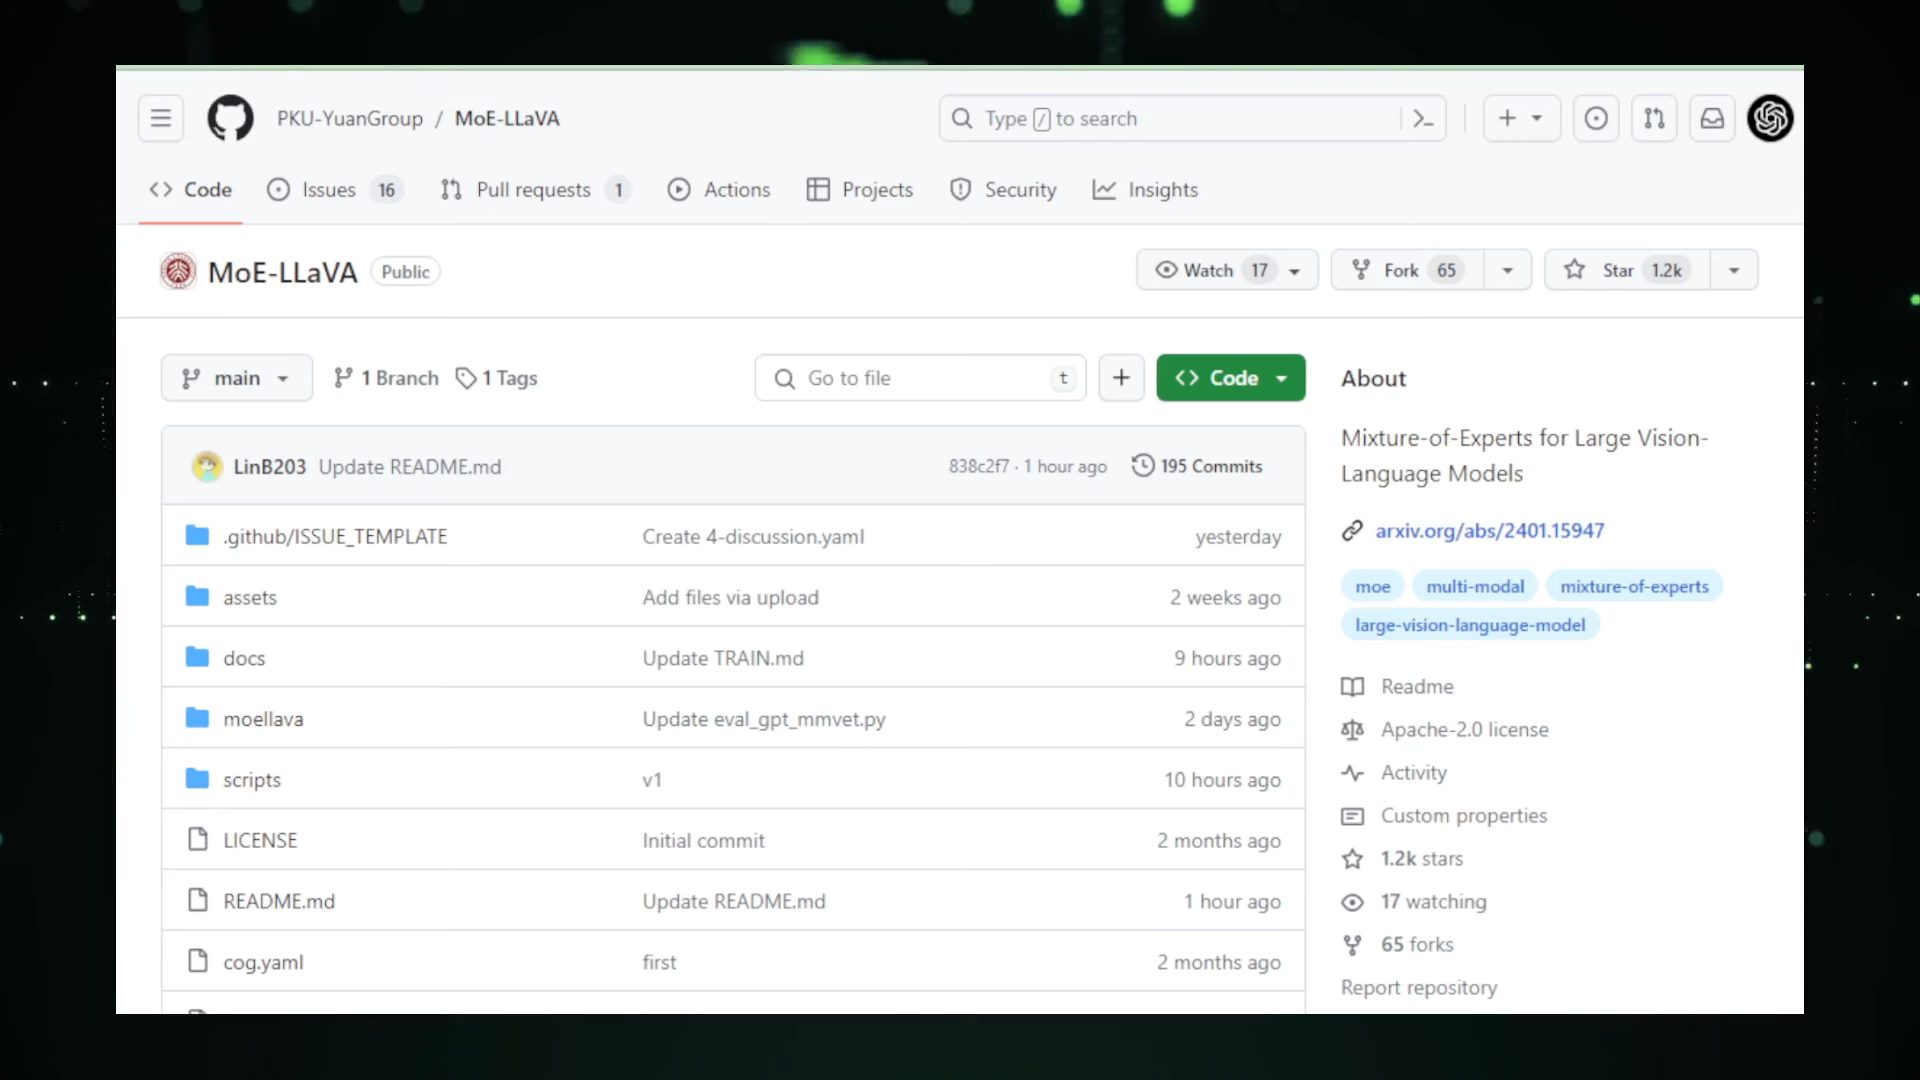 PKU-YuanGroup / MoE-LLaVA
Type / to search
Code Issues 16 Pull requests 1 Actions Projects Security Insights
MoE-LLaVA Public
Watch 17 Fork 65 Star 1.2k
main 1 Branch 1 Tags Go to file t + Code
LinB203 Update README.md 838c2f7 · 1 hour ago 195 Commits
.github/ISSUE_TEMPLATE Create 4-discussion.yaml yesterday
assets Add files via upload 2 weeks ago
docs Update TRAIN.md 9 hours ago
moellava Update eval_gpt_mmvet.py 2 days ago
scripts v1 10 hours ago
LICENSE Initial commit 2 months ago
README.md Update README.md 1 hour ago
cog.yaml first 2 months ago
About
Mixture-of-Experts for Large Vision-
Language Models
arxiv.org/abs/2401.15947
moe multi-modal mixture-of-experts
large-vision-language-model
Readme
Apache-2.0 license
Activity
Custom properties
1.2k stars
17 watching
65 forks
Report repository